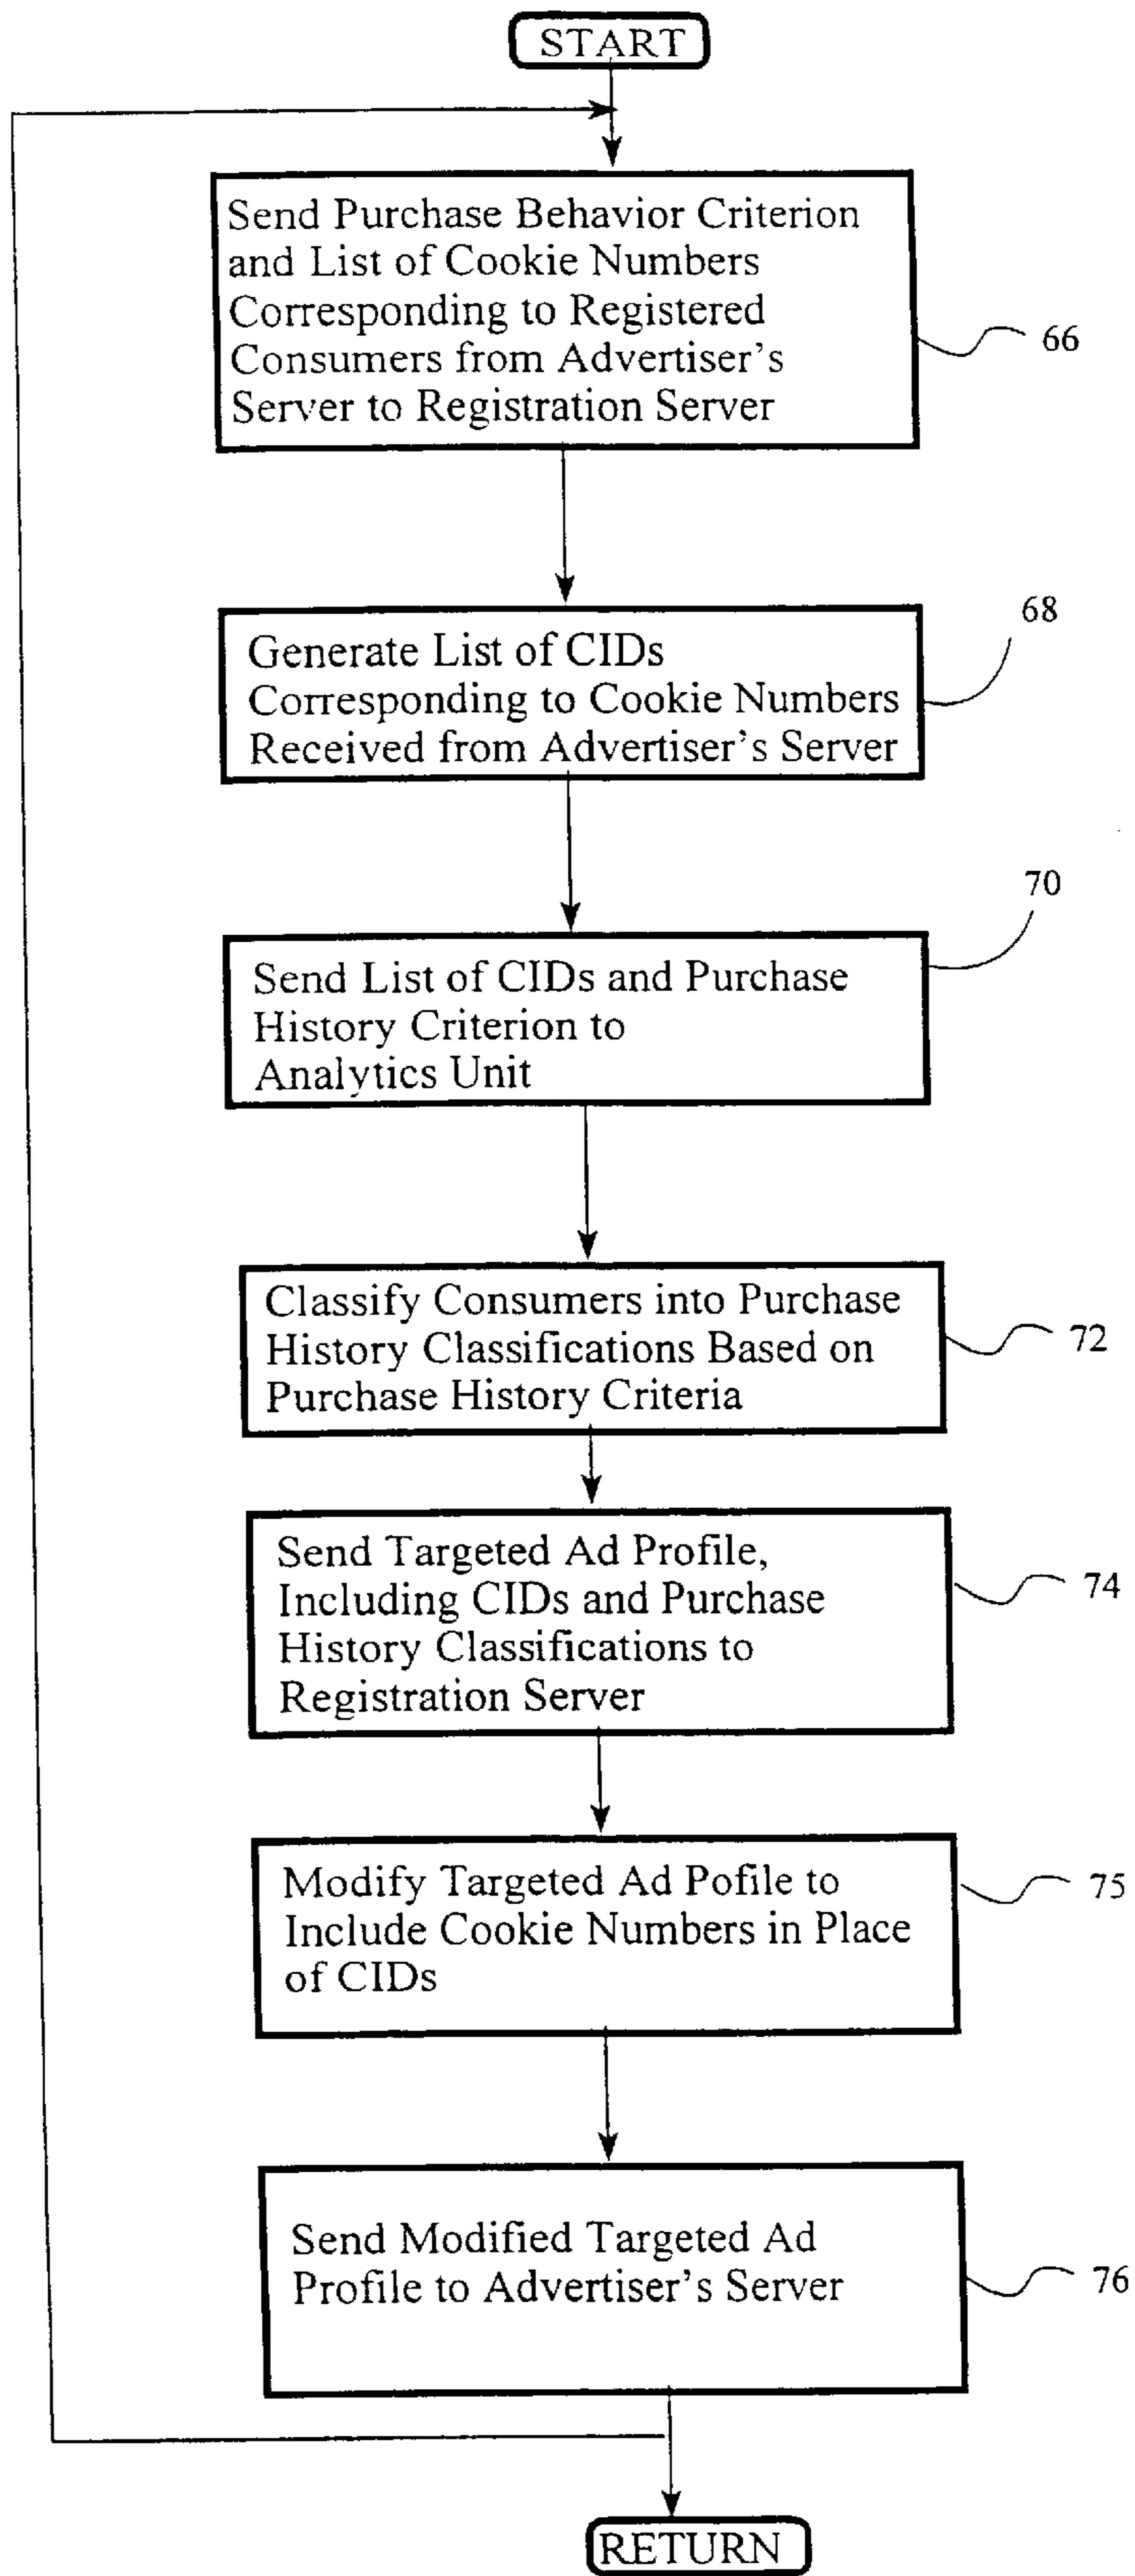 START
Send Purchase Behavior Criterion
and List of Cookie Numbers
Corresponding to Registered
Consumers from Advertiser's
Server to Registration Server
66
Generate List of CIDs
Corresponding to Cookie Numbers
Received from Advertiser's Server
68
Send List of CIDs and Purchase
History Criterion to
Analytics Unit
70
Classify Consumers into Purchase
History Classifications Based on
Purchase History Criteria
72
Send Targeted Ad Profile,
Including CIDs and Purchase
History Classifications to
Registration Server
74
Modify Targeted Ad Pofile to
Include Cookie Numbers in Place
of CIDs
75
Send Modified Targeted Ad
Profile to Advertiser's Server
76
RETURN